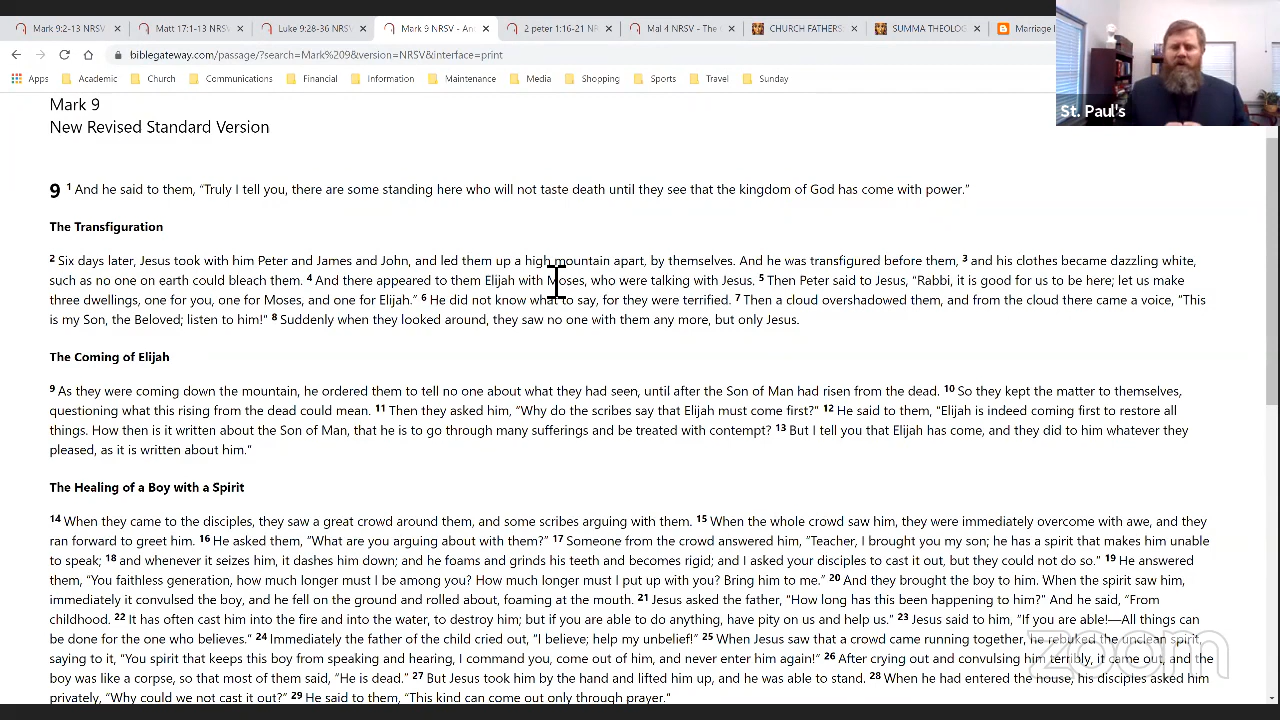 Mark 9:2-13 NRSV
Matt 17:1-13 NRSV
Luke 9:28-36 NRSV
Mark 9 NRSV - An
2 peter 1:16-21 NR
Mal 4 NRSV - The
CHURCH FATHERS
SUMMA THEOLOG
Marriage
=NRSV&version=print
Apps
Academic
Church
Communications
Finance
Maintenance
Shopping
Sports
Travel
Sunday
St. Paul's
Mark 9
New Revised Standard Version
9 1 And he said to them, “Truly I tell you, there are some standing here who will not taste death until they see that the kingdom of God has come with power.”
The Transfiguration
2 Six days later, Jesus took with him Peter and James and John, and led them up a high mountain apart, by themselves. And he was transfigured before them, 3 and his clothes became dazzling white,
such as no one on earth could bleach them. 4 And there appeared to them Elijah with Moses, who were talking with Jesus. 5 Then Peter said to Jesus, “Rabbi, it is good for us to be here; let us make
three dwellings, one for you, one for Moses, and one for Elijah.” 6 He did not know what to say, for they were terrified. 7 Then a cloud overshadowed them, and from the cloud there came a voice, “This
is my Son, the Beloved; listen to him!” 8 Suddenly when they looked around, they saw no one with them any more, but only Jesus.
The Coming of Elijah
9 As they were coming down the mountain, he ordered them to tell no one about what they had seen, until after the Son of Man had risen from the dead. 10 So they kept the matter to themselves,
questioning what this rising from the dead could mean. 11 Then they asked him, “Why do the scribes say that Elijah must come first?” 12 He said to them, “Elijah is indeed coming first to restore all
things. How then is it written about the Son of Man, that he is to go through many sufferings and be treated with contempt? 13 But I tell you that Elijah has come, and they did to him whatever they
pleased, as it is written about him.”
The Healing of a Boy with a Spirit
14 When they came to the disciples, they saw a great crowd around them, and some scribes arguing with them. 15 When the whole crowd saw him, they were immediately overcome with awe, and they
ran forward to greet him. 16 He asked them, “What are you arguing about with them?” 17 Someone from the crowd answered him, “Teacher, I brought you my son; he has a spirit that makes him unable
to speak; 18 and whenever it seizes him, it dashes him down; and he foams and grinds his teeth and becomes rigid; and I asked your disciples to cast it out, but they could not do so.” 19 He answered
them, “You faithless generation, how much longer must I be among you? How much longer must I put up with you? Bring him to me.” 20 And they brought the boy to him. When the spirit saw him,
immediately it convulsed the boy, and he fell on the ground and rolled about, foaming at the mouth. 21 Jesus asked the father, “How long has this been happening to him?” And he said, “From
childhood. 22 It has often cast him into the fire and into the water, to destroy him; but if you are able to do anything, have pity on us and help us.” 23 Jesus said to him, “If you are able!—All things can
be done for the one who believes.” 24 Immediately the father of the child cried out, “I believe; help my unbelief!” 25 When Jesus saw that a crowd came running together, he rebuked the unclean spirit,
saying to it, “You spirit that keeps this boy from speaking and hearing, I command you, come out of him, and never enter him again!” 26 After crying out and convulsing him terribly, it came out, and the
boy was like a corpse, so that most of them said, “He is dead.” 27 But Jesus took him by the hand and lifted him up, and he was able to stand. 28 When he had entered the house, his disciples asked him
privately, “Why could we not cast it out?” 29 He said to them, “This kind can come out only through prayer.”
zoom